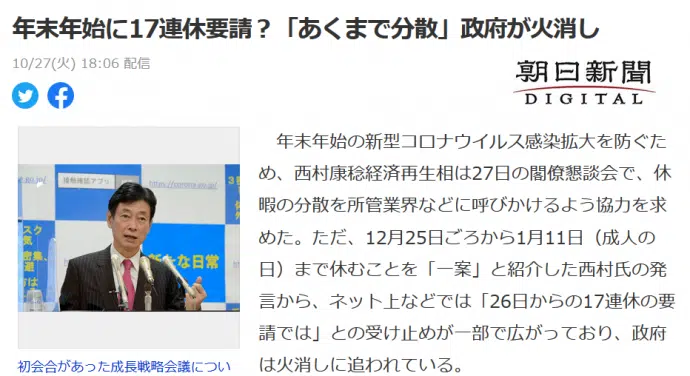 年末年始に17連休要請？「あくまで分散」政府が火消し
10/27(火) 18:06 配信
朝日新聞
DIGITAL
年末年始の新型コロナウイルス感染拡大を防ぐた
め、西村康稔経済再生相は27日の閣僚懇談会で、休
暇の分散を所管業界などに呼びかけるよう協力を求
めた。ただ、12月25日ごろから1月11日（成人の
日）まで休むことを「一案」と紹介した西村氏の発
言から、ネット上などでは「26日からの17連休の要
請では」との受け止めが一部で広がっており、政府
は火消しに追われている。
接触確認アプリ
日常
初会合があった成長戦略会議につい